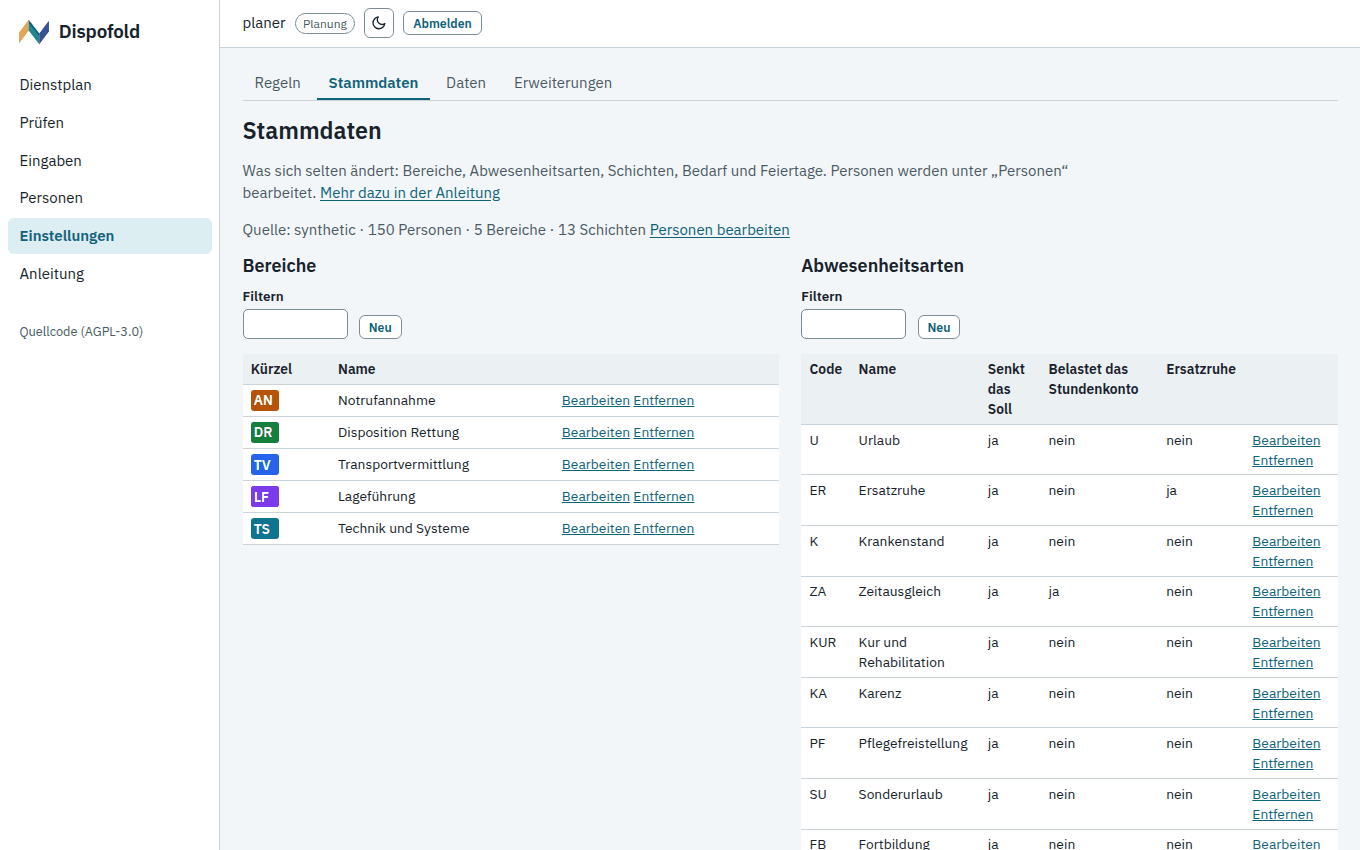 Dispofold
Dienstplan
Prüfen
Eingaben
Personen
Einstellungen
Anleitung
Quellcode (AGPL-3.0)
planer Planung Abmelden
Regeln Stammdaten Daten Erweiterungen
Stammdaten
Was sich selten ändert: Bereiche, Abwesenheitsarten, Schichten, Bedarf und Feiertage. Personen werden unter „Personen“
bearbeitet. Mehr dazu in der Anleitung
Quelle: synthetic · 150 Personen · 5 Bereiche · 13 Schichten Personen bearbeiten
Bereiche
Filtern
Neu
Kürzel Name
AN Notrufannahme Bearbeiten Entfernen
DR Disposition Rettung Bearbeiten Entfernen
TV Transportvermittlung Bearbeiten Entfernen
LF Lageführung Bearbeiten Entfernen
TS Technik und Systeme Bearbeiten Entfernen
Abwesenheitsarten
Filtern
Neu
Code Name Senkt Belastet das Ersatzruhe
das Stundenkonto
Soll
U Urlaub ja nein nein Bearbeiten
Entfernen
ER Ersatzruhe ja nein ja Bearbeiten
Entfernen
K Krankenstand ja nein nein Bearbeiten
Entfernen
ZA Zeitausgleich ja ja nein Bearbeiten
Entfernen
KUR Kur und ja nein nein Bearbeiten
Rehabilitation Entfernen
KA Karenz ja nein nein Bearbeiten
Entfernen
PF Pflegefreistellung ja nein nein Bearbeiten
Entfernen
SU Sonderurlaub ja nein nein Bearbeiten
Entfernen
FB Fortbildung ja nein nein Bearbeiten